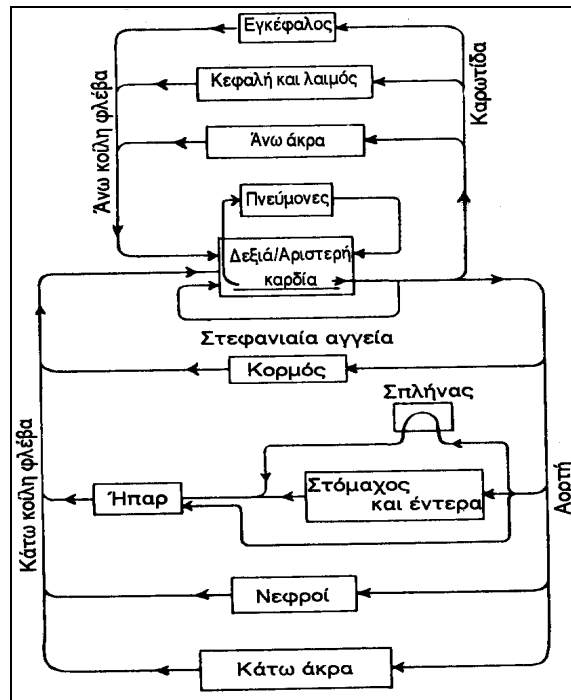 Εγκέφαλος
Κεφαλή και λαιμός
Άνω άκρα
Άνω κοίλη φλέβα
Καρωτίδα
Πνεύμονες
Δεξιά/Αριστερή
καρδία
Στεφανιαία αγγεία
Κορμός
Σπλήνας
Στόμαχος
και έντερα
Ήπαρ
Κάτω κοίλη φλέβα
Αορτή
Νεφροί
Κάτω άκρα